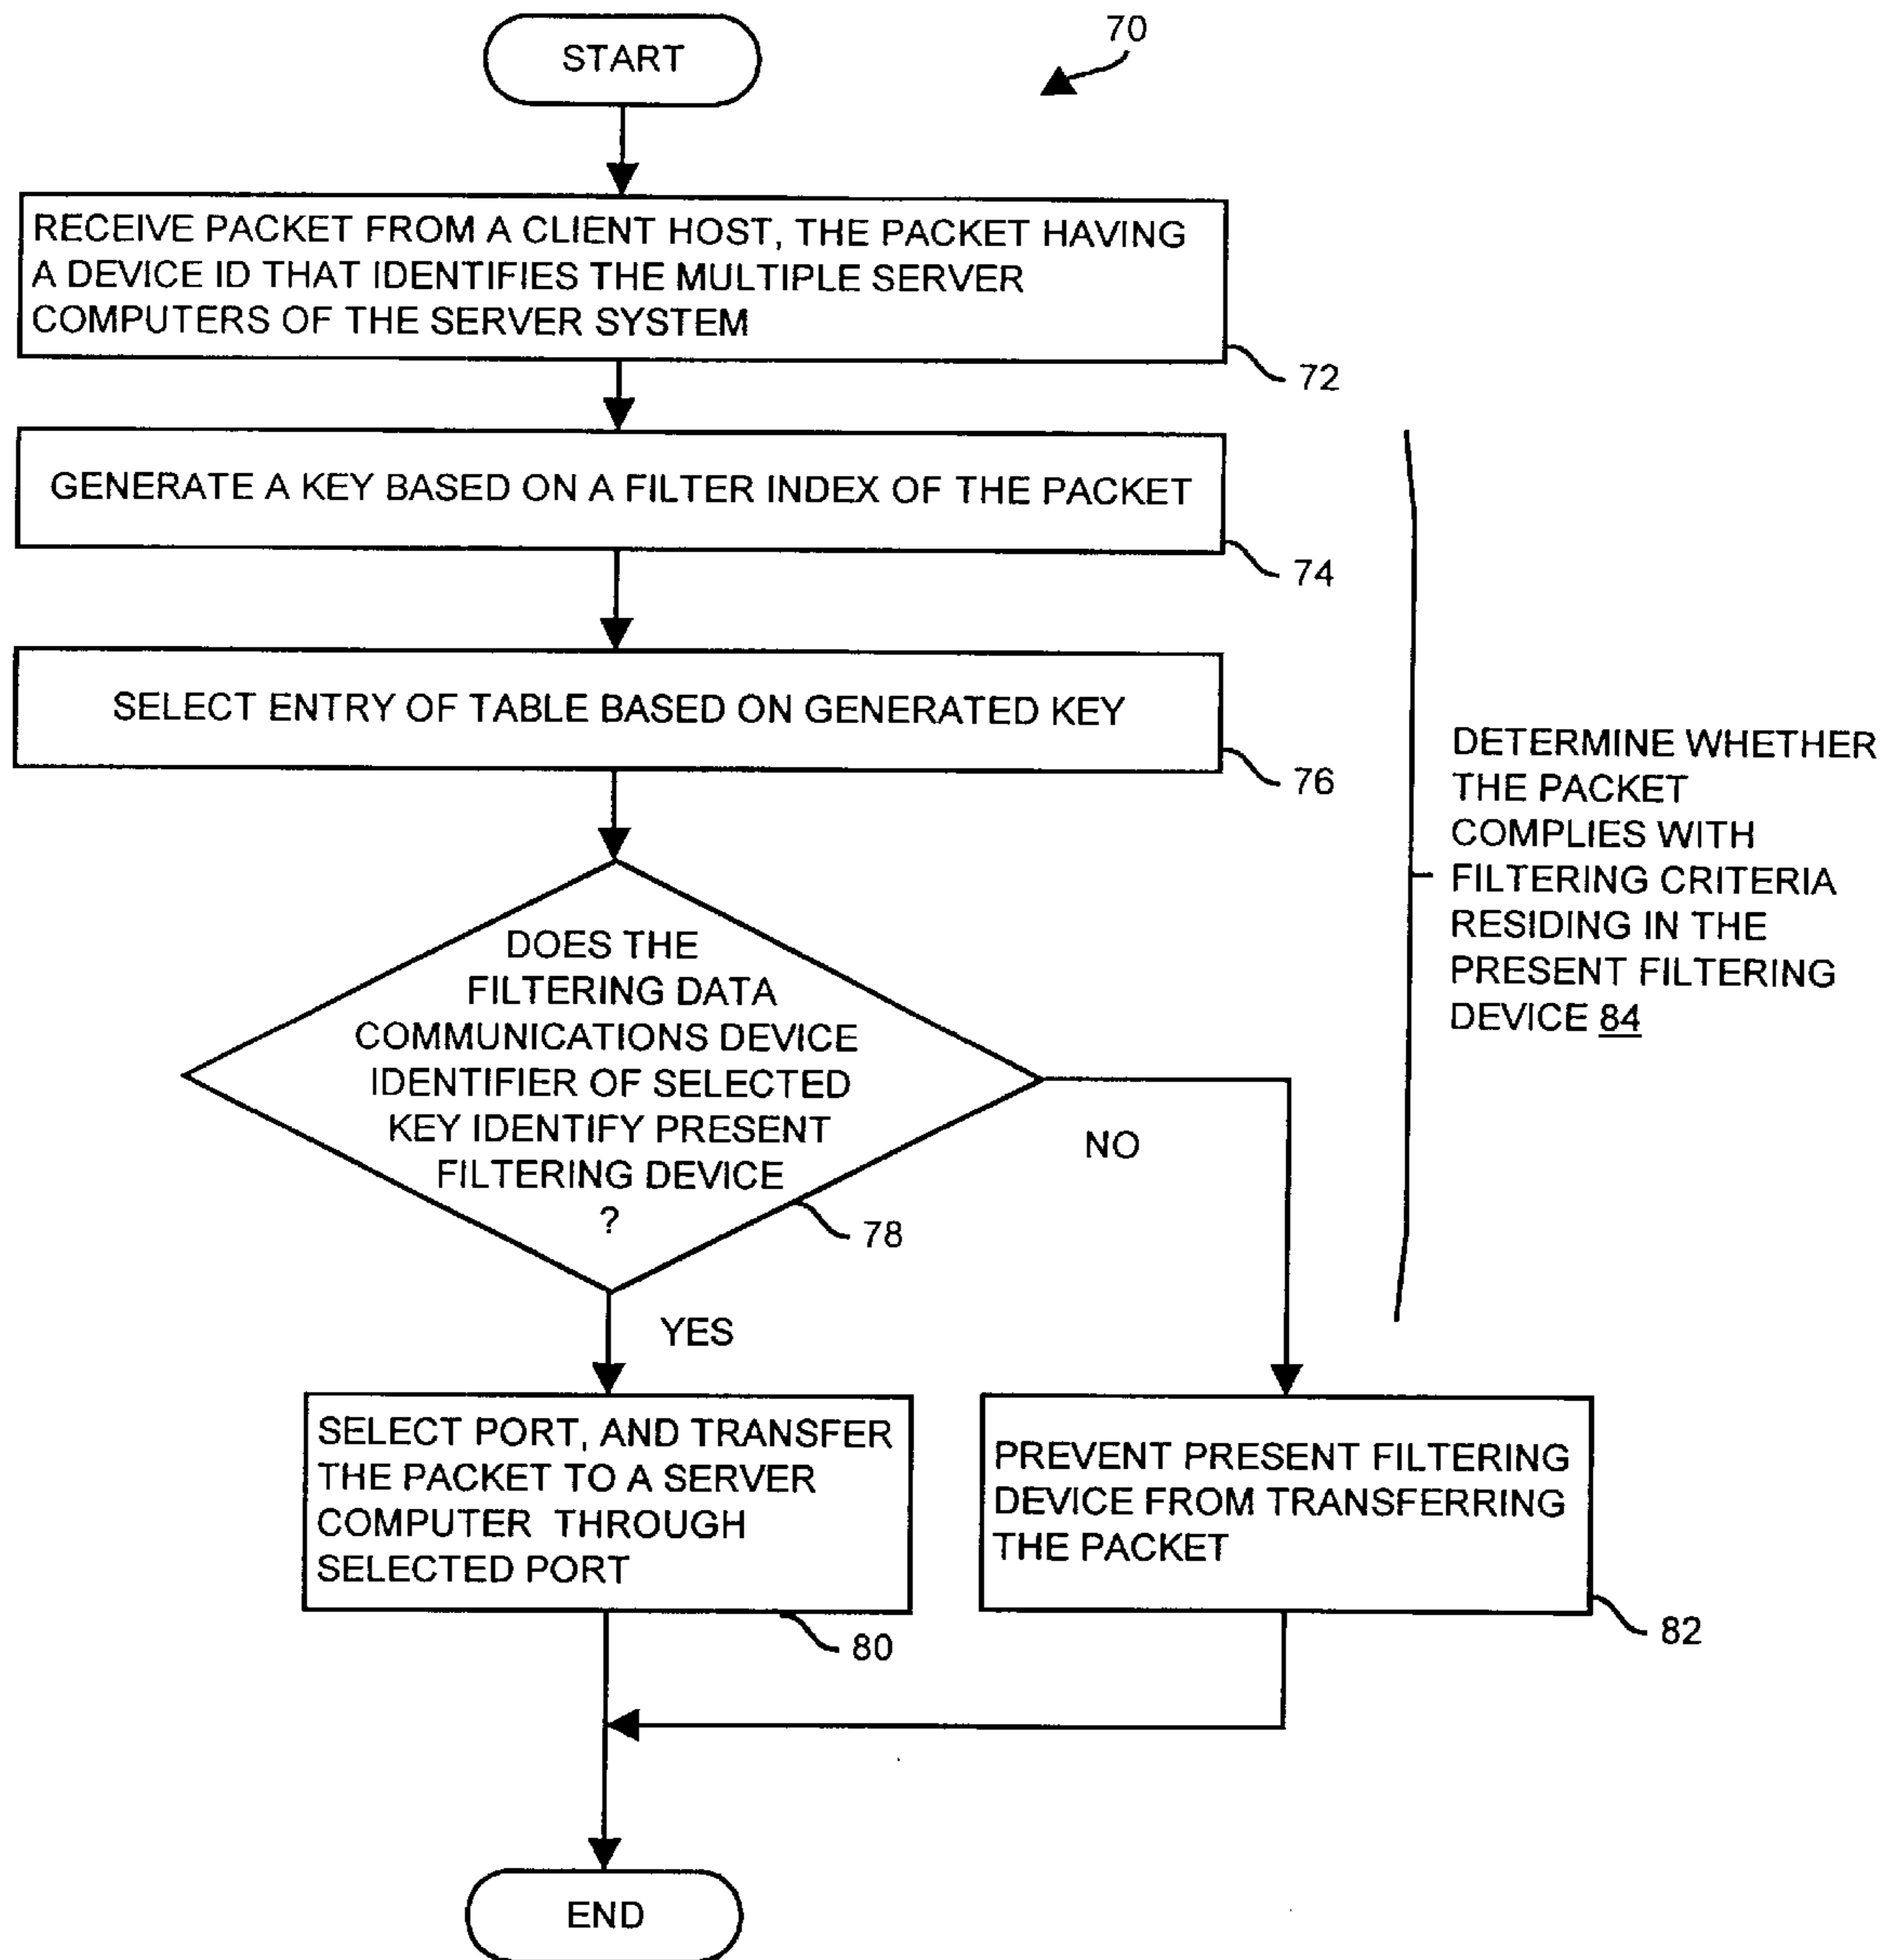 START
70
RECEIVE PACKET FROM A CLIENT HOST, THE PACKET HAVING
A DEVICE ID THAT IDENTIFIES THE MULTIPLE SERVER
COMPUTERS OF THE SERVER SYSTEM
72
GENERATE A KEY BASED ON A FILTER INDEX OF THE PACKET
74
SELECT ENTRY OF TABLE BASED ON GENERATED KEY
76
DETERMINE WHETHER
THE PACKET
COMPLIES WITH
FILTERING CRITERIA
RESIDING IN THE
PRESENT FILTERING
DEVICE 84
DOES THE
FILTERING DATA
COMMUNICATIONS DEVICE
IDENTIFIER OF SELECTED
KEY IDENTIFY PRESENT
FILTERING DEVICE
?
78
NO
YES
SELECT PORT, AND TRANSFER
THE PACKET TO A SERVER
COMPUTER THROUGH
SELECTED PORT
80
PREVENT PRESENT FILTERING
DEVICE FROM TRANSFERRING
THE PACKET
82
END